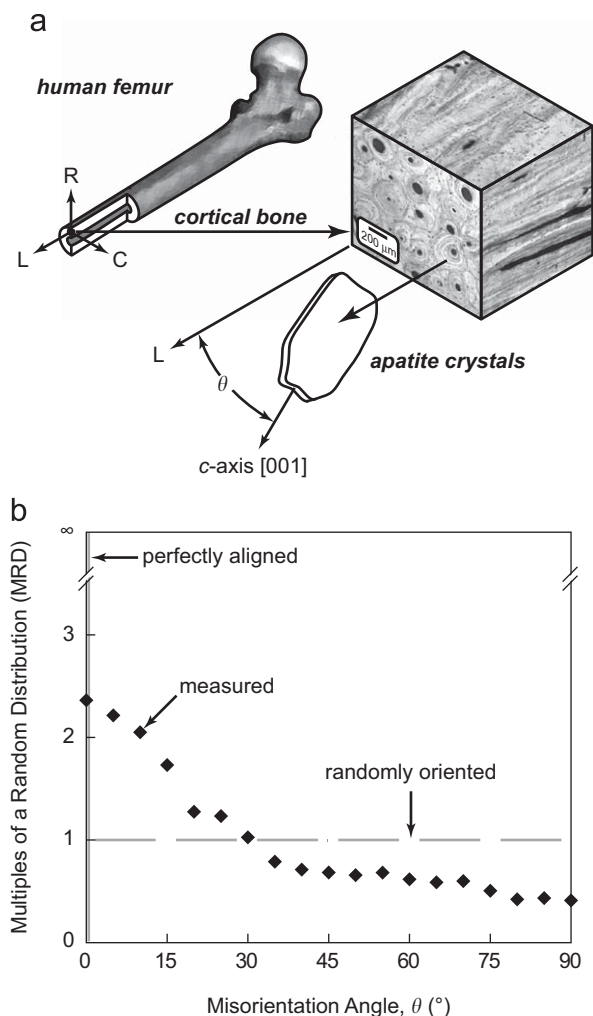 a
human femur
R
cortical bone
L
C
200 μm
L
θ
apatite crystals
c-axis [001]
b
∞
perfectly aligned
3
measured
2
randomly oriented
1
0
0 15 30 45 60 75 90
Multiples of a Random Distribution (MRD)
Misorientation Angle, θ (°)